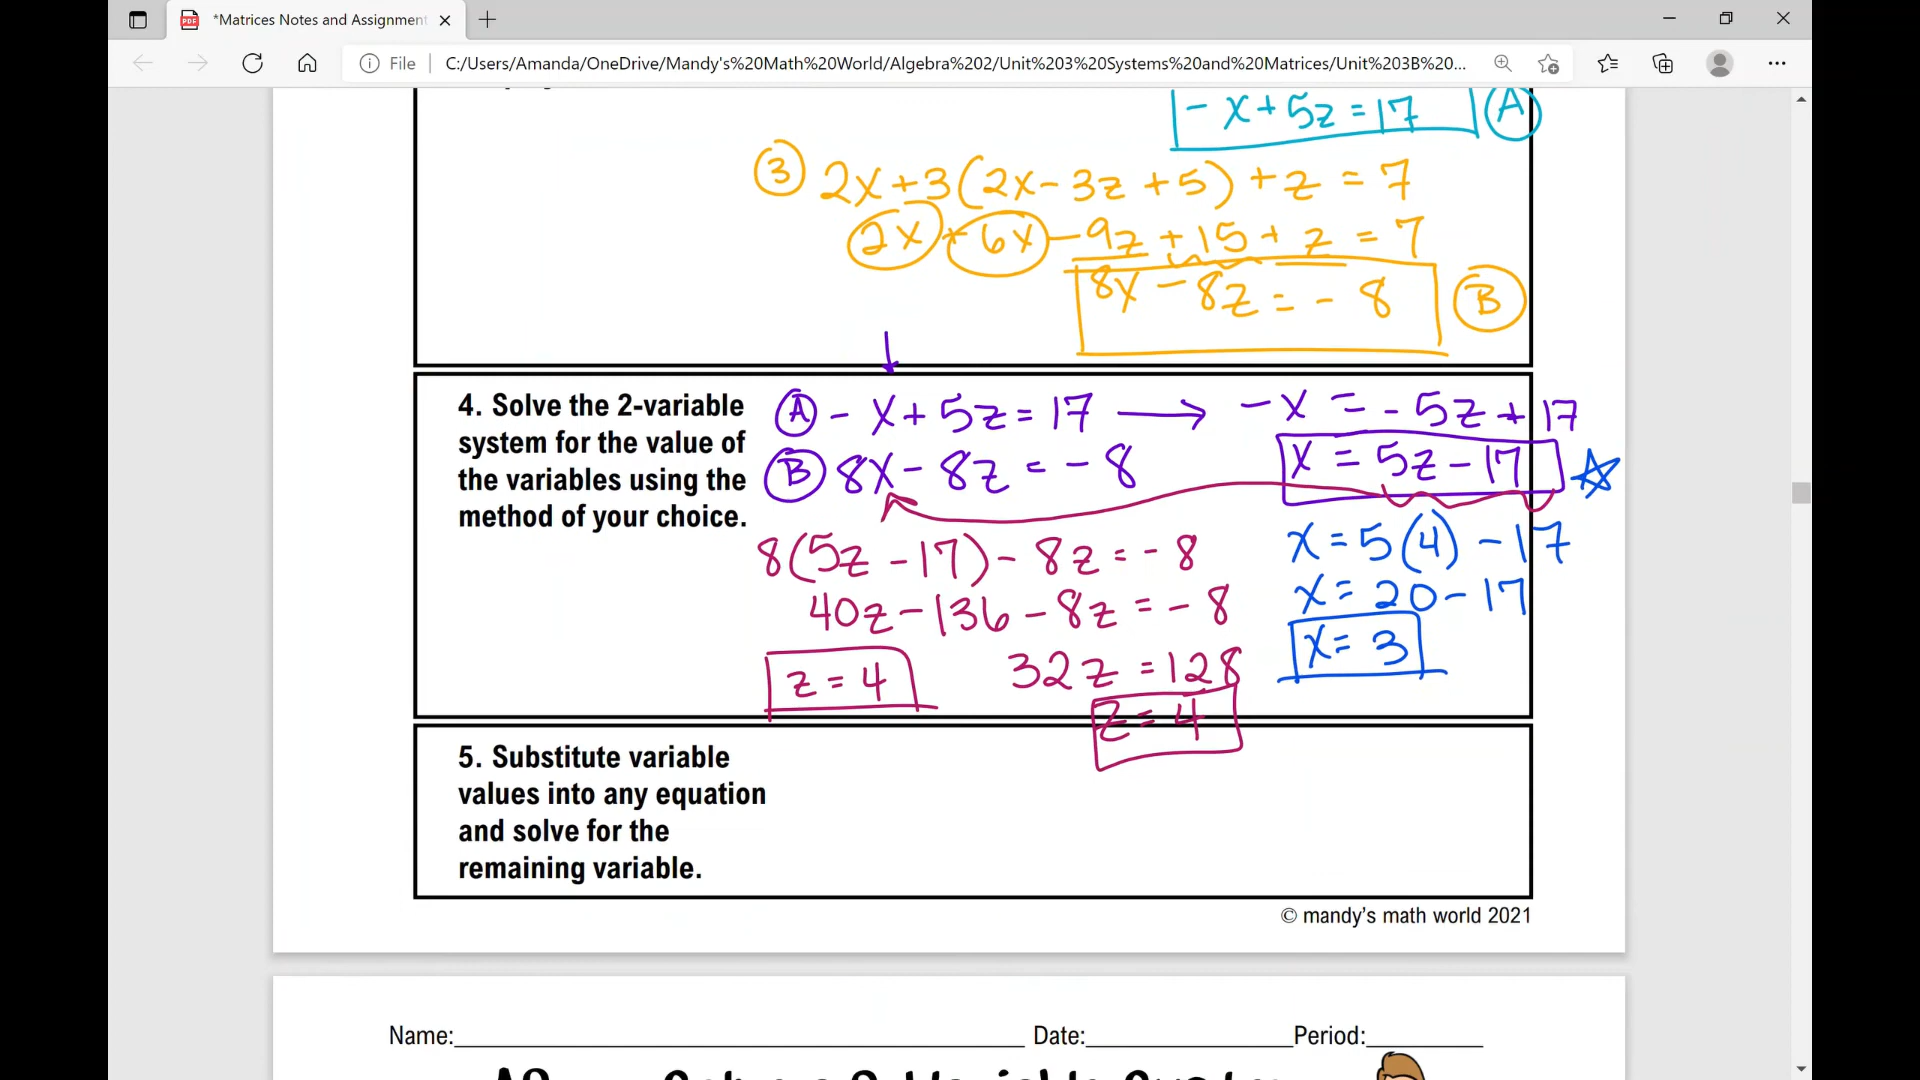 *Matrices Notes and Assignment
File
C:/Users/Amanda/OneDrive/Mandy's%20Math%20World/Algebra%202/Unit%203%20Systems%20and%20Matrices/Unit%203B%20...
-x+5z=17 A
3 2x+3(2x-3z+5)+z=7
2x+6x-9z+15+z=7
8x-8z=-8 B
4. Solve the 2-variable
system for the value of
the variables using the
method of your choice.
A -x+5z=17 → -x=-5z+17
B 8x-8z=-8 x=5z-17
8(5z-17)-8z=-8
40z-136-8z=-8
32z=128
z=4
z=4
x=5(4)-17
x=20-17
x=3
5. Substitute variable
values into any equation
and solve for the
remaining variable.
© mandy's math world 2021
Name: Date: Period: